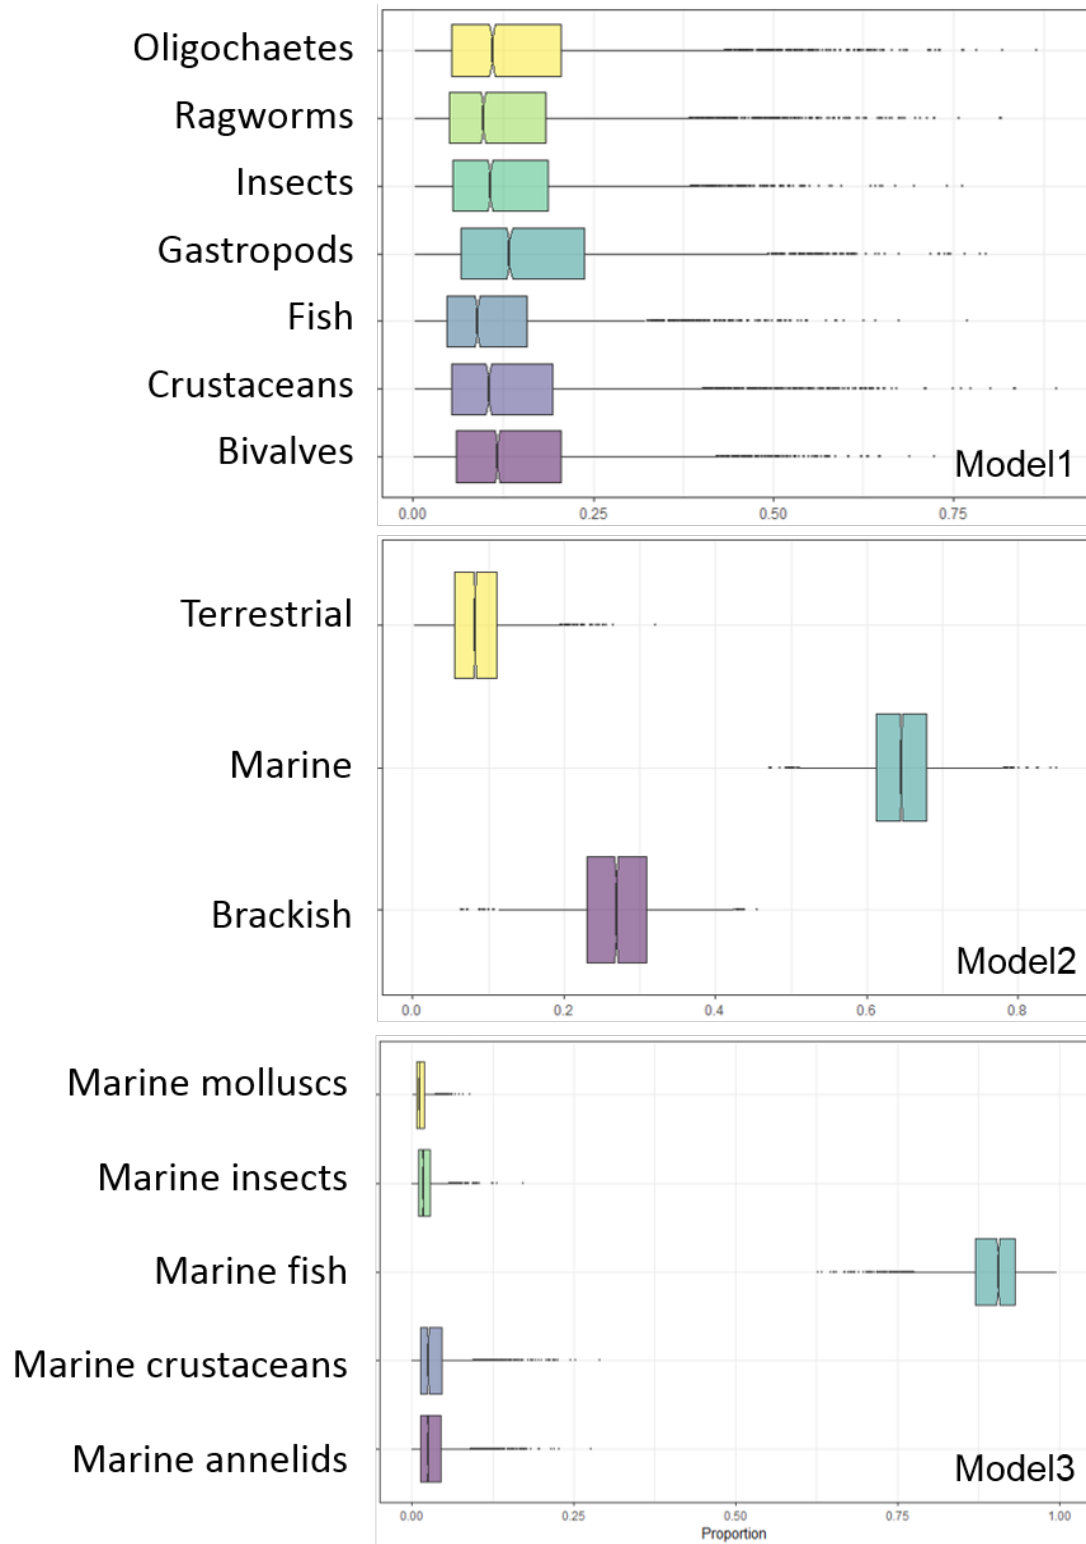 Oligochaetes
Ragworms
Insects
Gastropods
Fish
Crustaceans
Bivalves
Model1
0.00 0.25 0.50 0.75
Terrestrial
Marine
Brackish
Model2
0.0 0.2 0.4 0.6 0.8
Marine molluscs
Marine insects
Marine fish
Marine crustaceans
Marine annelids
Model3
0.00 0.25 0.50 0.75 1.00
Proportion